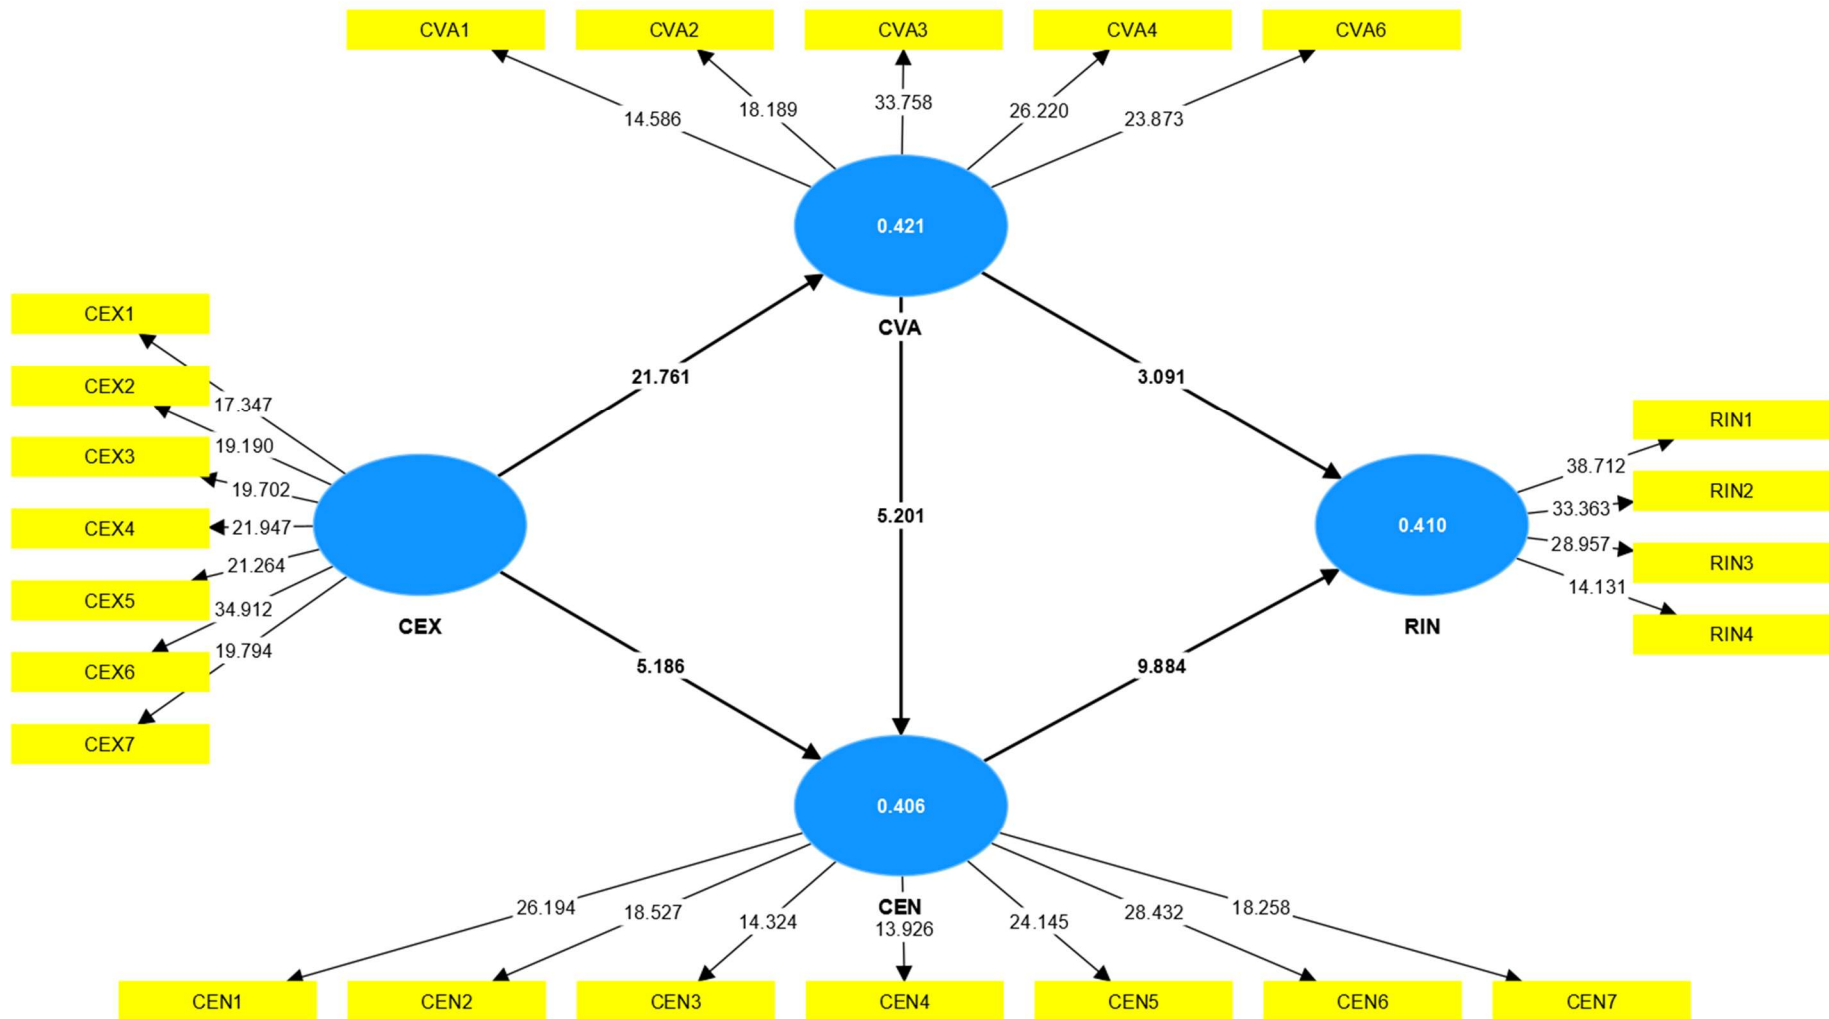 CVA1 CVA2 CVA3 CVA4 CVA6
14.586 18.189 33.758 26.220 23.873
0.421
CVA
CEX1
CEX2
CEX3
CEX4
CEX5
CEX6
CEX7
17.347
19.190
19.702
21.947
21.264
34.912
19.794
CEX
21.761
5.186
5.201
3.091
9.884
0.410
RIN
38.712
33.363
28.957
14.131
RIN1
RIN2
RIN3
RIN4
0.406
CEN
26.194 18.527 14.324 13.926 24.145 28.432 18.258
CEN1 CEN2 CEN3 CEN4 CEN5 CEN6 CEN7